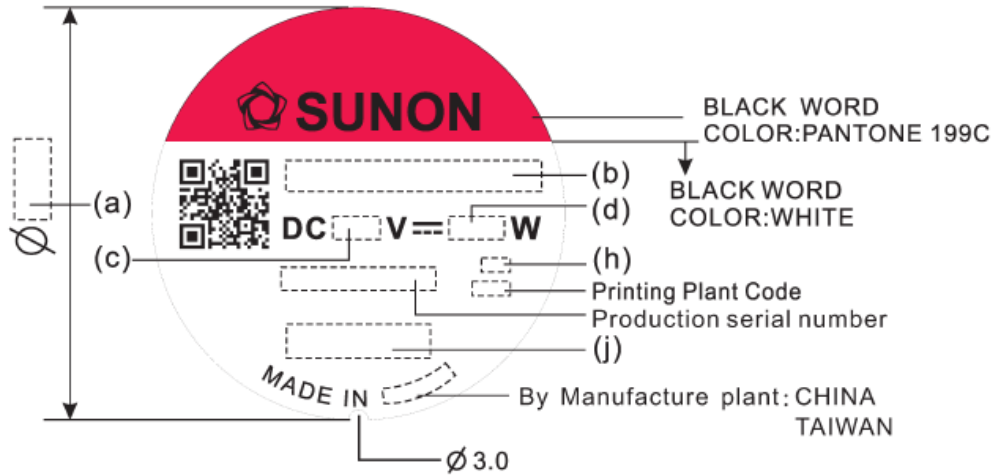 SUNON
BLACK WORD
COLOR:PANTONE 199C
(b)
BLACK WORD
COLOR:WHITE
(a)
Ø
DC V⎓ W
(d)
(c)
(h)
Printing Plant Code
Production serial number
(j)
MADE IN
By Manufacture plant: CHINA
TAIWAN
Ø 3.0